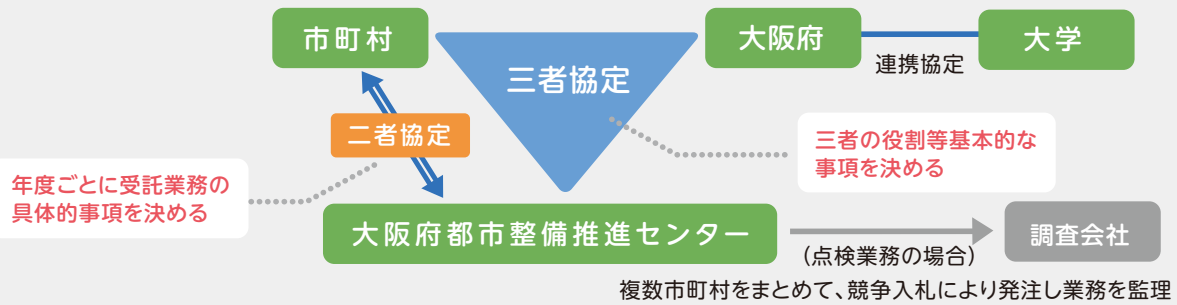 市町村
大阪府
大学
連携協定
三者協定
二者協定
三者の役割等基本的な
事項を決める
年度ごとに受託業務の
具体的事項を決める
大阪府都市整備推進センター
調査会社
(点検業務の場合)
複数市町村をまとめて、競争入札により発注し業務を監理